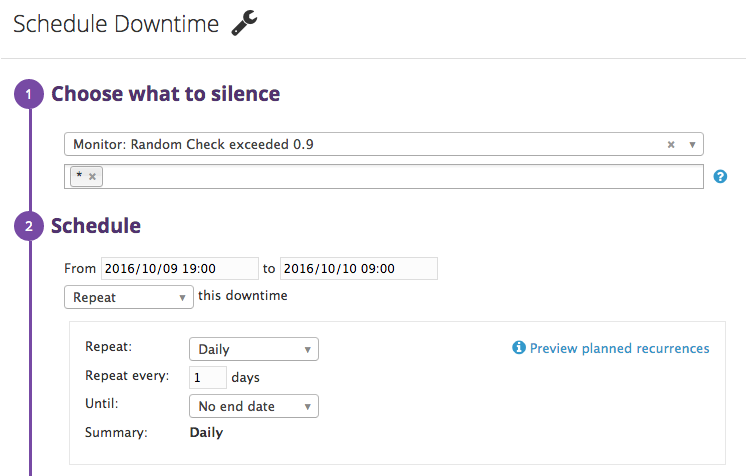 Schedule Downtime
1 Choose what to silence
Monitor: Random Check exceeded 0.9 × ▼
* × ?
2 Schedule
From 2016/10/09 19:00 to 2016/10/10 09:00
Repeat ▼ this downtime
Repeat: Daily ▼ i Preview planned recurrences
Repeat every: 1 days
Until: No end date ▼
Summary: Daily